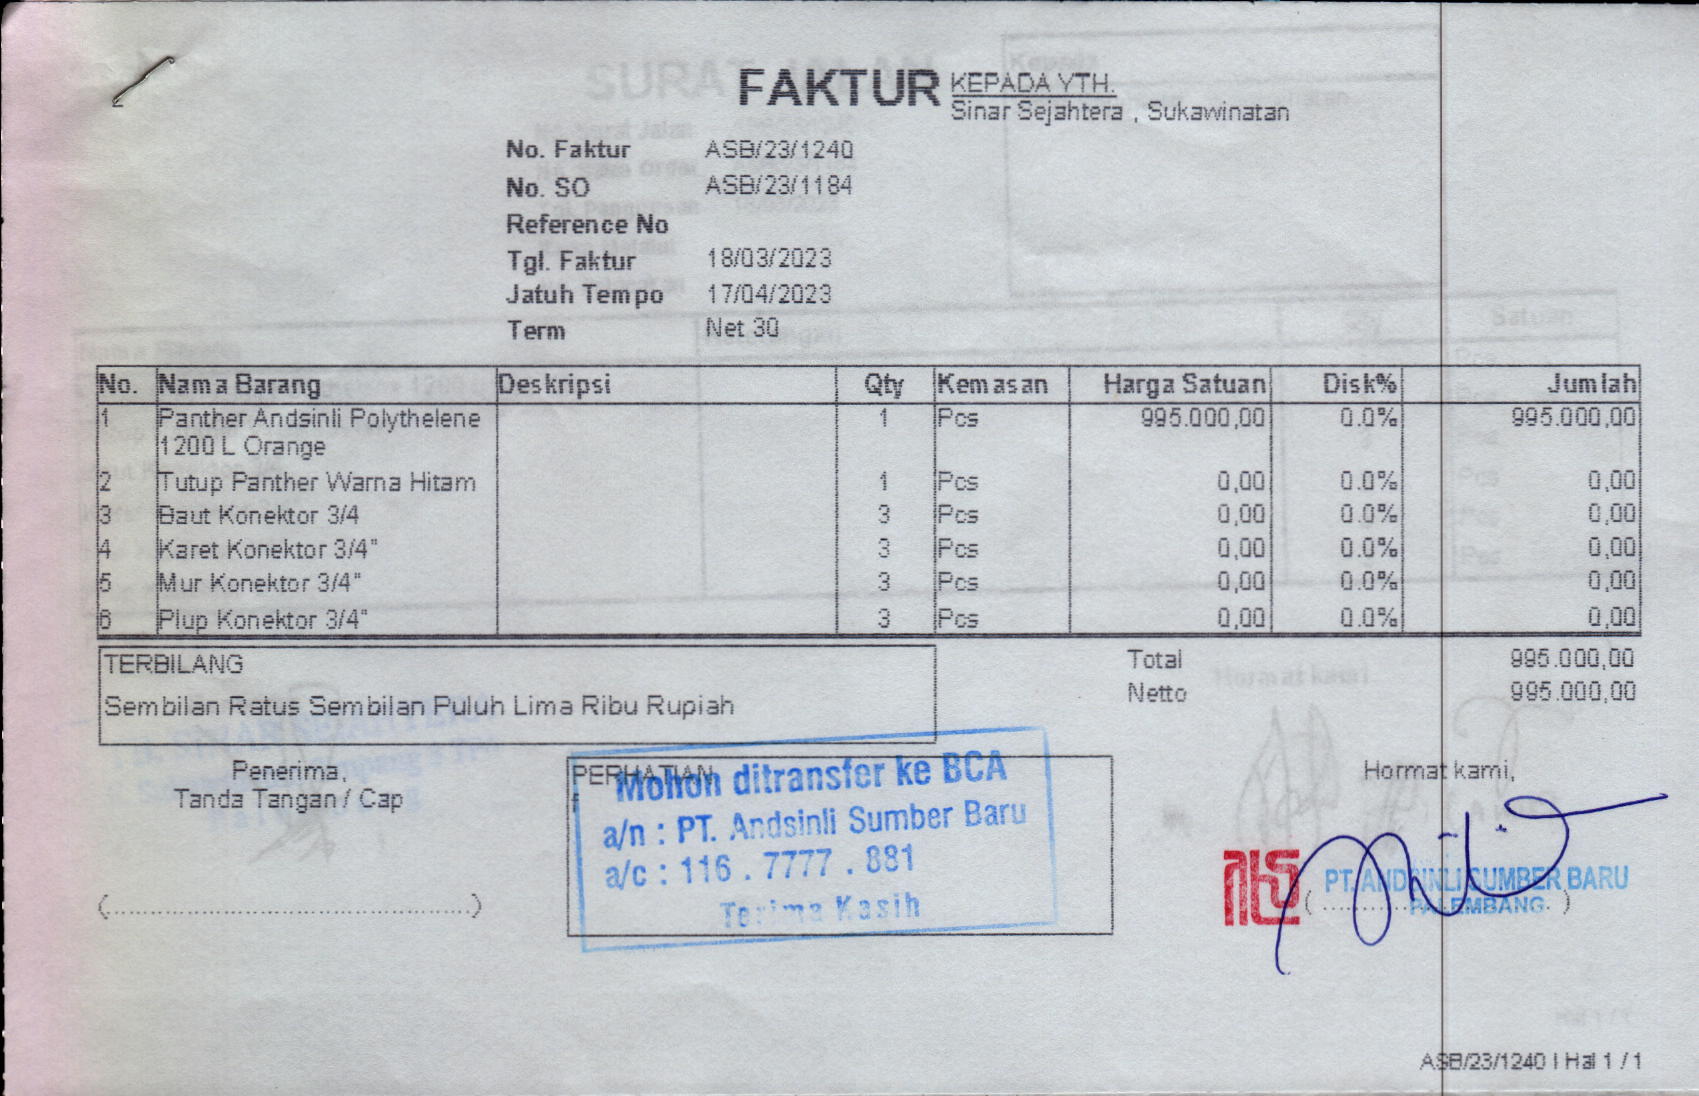 FAKTUR
KEPADA YTH.
Sinar Sejahtera , Sukawinatan
No. Faktur ASB/23/1240
No. SO ASB/23/1184
Reference No
Tgl. Faktur 18/03/2023
Jatuh Tempo 17/04/2023
Term Net 30
No. Nama Barang Deskripsi Qty Kemasan Harga Satuan Disk% Jumlah
1 Panther Andsinli Polythelene 1 Pcs 995.000,00 0.0% 995.000,00
1200 L Orange
2 Tutup Panther Warna Hitam 1 Pcs 0,00 0.0% 0,00
3 Baut Konektor 3/4 3 Pcs 0,00 0.0% 0,00
4 Karet Konektor 3/4" 3 Pcs 0,00 0.0% 0,00
5 Mur Konektor 3/4" 3 Pcs 0,00 0.0% 0,00
6 Plup Konektor 3/4" 3 Pcs 0,00 0.0% 0,00
TERBILANG
Sembilan Ratus Sembilan Puluh Lima Ribu Rupiah
Total 995.000,00
Netto 995.000,00
Penerima,
Tanda Tangan / Cap
(...............................................)
PERHATIAN
Mohon ditransfer ke BCA
a/n : PT. Andsinli Sumber Baru
a/c : 116 . 7777 . 881
Terima Kasih
Hormat kami,
PT. ANDSINLI SUMBER BARU
PALEMBANG
ASB/23/1240 | Hal 1 / 1